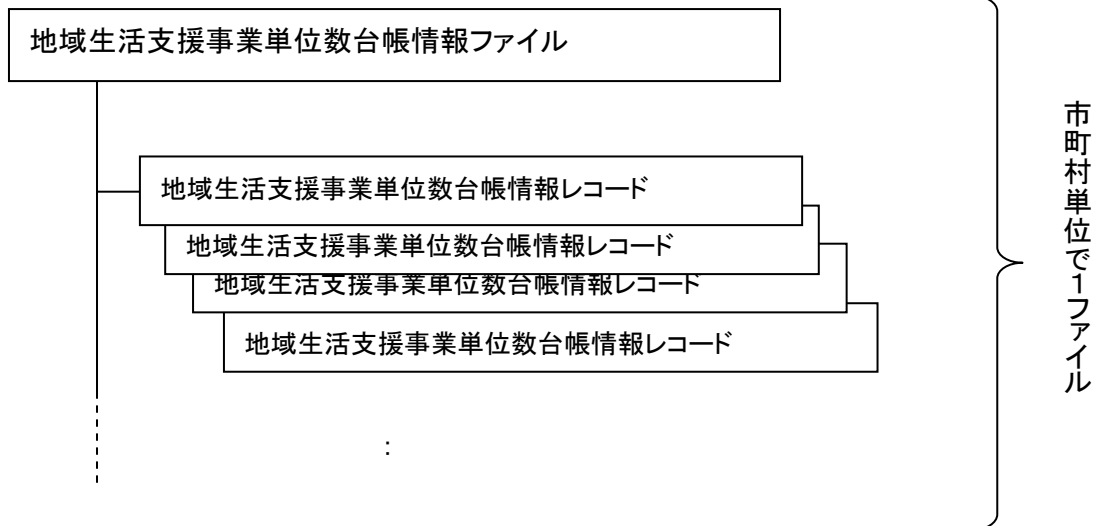 地域生活支援事業単位数台帳情報ファイル
地域生活支援事業単位数台帳情報レコード
地域生活支援事業単位数台帳情報レコード
地域生活支援事業単位数台帳情報レコード
地域生活支援事業単位数台帳情報レコード
:
市町村単位で1ファイル